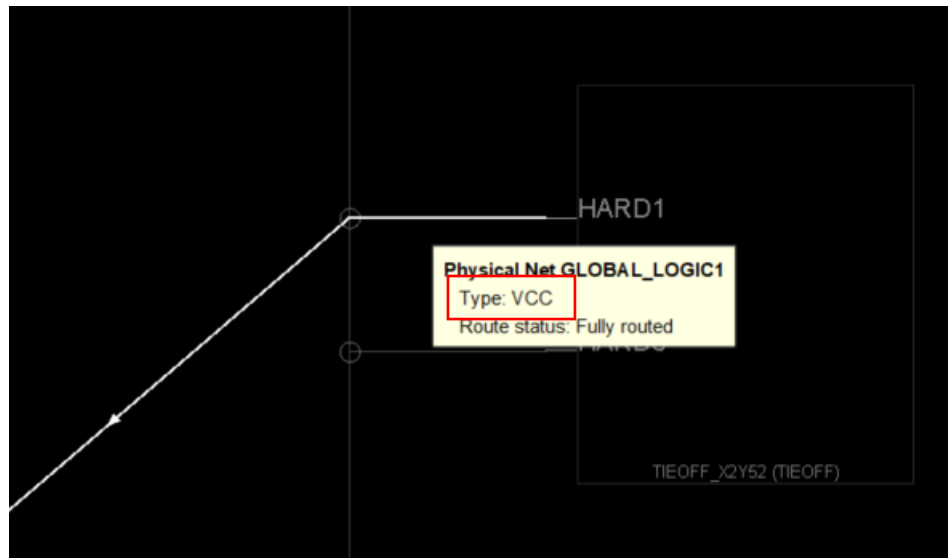 HARD1
Physical Net GLOBAL_LOGIC1
Type: VCC
Route status: Fully routed
TIEOFF_X2Y52 (TIEOFF)